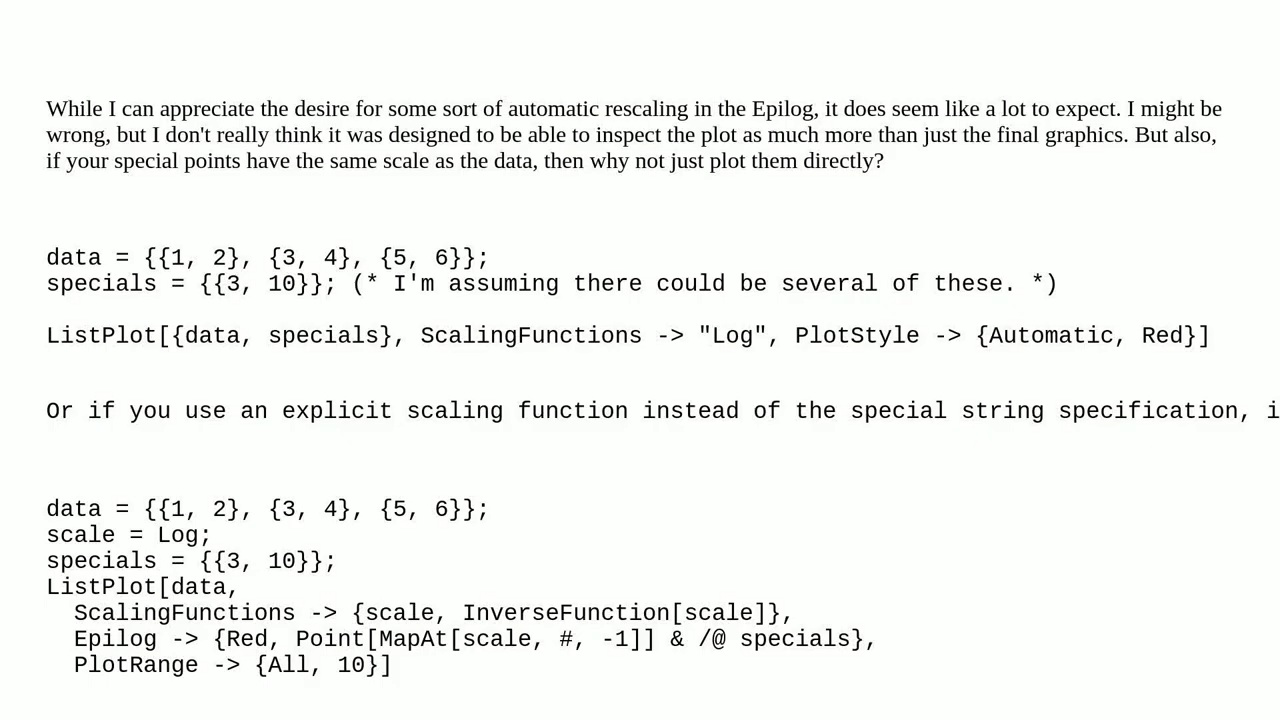 While I can appreciate the desire for some sort of automatic rescaling in the Epilog, it does seem like a lot to expect. I might be
wrong, but I don't really think it was designed to be able to inspect the plot as much more than just the final graphics. But also,
if your special points have the same scale as the data, then why not just plot them directly?
data = {{1, 2}, {3, 4}, {5, 6}};
specials = {{3, 10}}; (* I'm assuming there could be several of these. *)
ListPlot[{data, specials}, ScalingFunctions -> "Log", PlotStyle -> {Automatic, Red}]
Or if you use an explicit scaling function instead of the special string specification, i
data = {{1, 2}, {3, 4}, {5, 6}};
scale = Log;
specials = {{3, 10}};
ListPlot[data,
  ScalingFunctions -> {scale, InverseFunction[scale]},
  Epilog -> {Red, Point[MapAt[scale, #, -1]] & /@ specials},
  PlotRange -> {All, 10}]